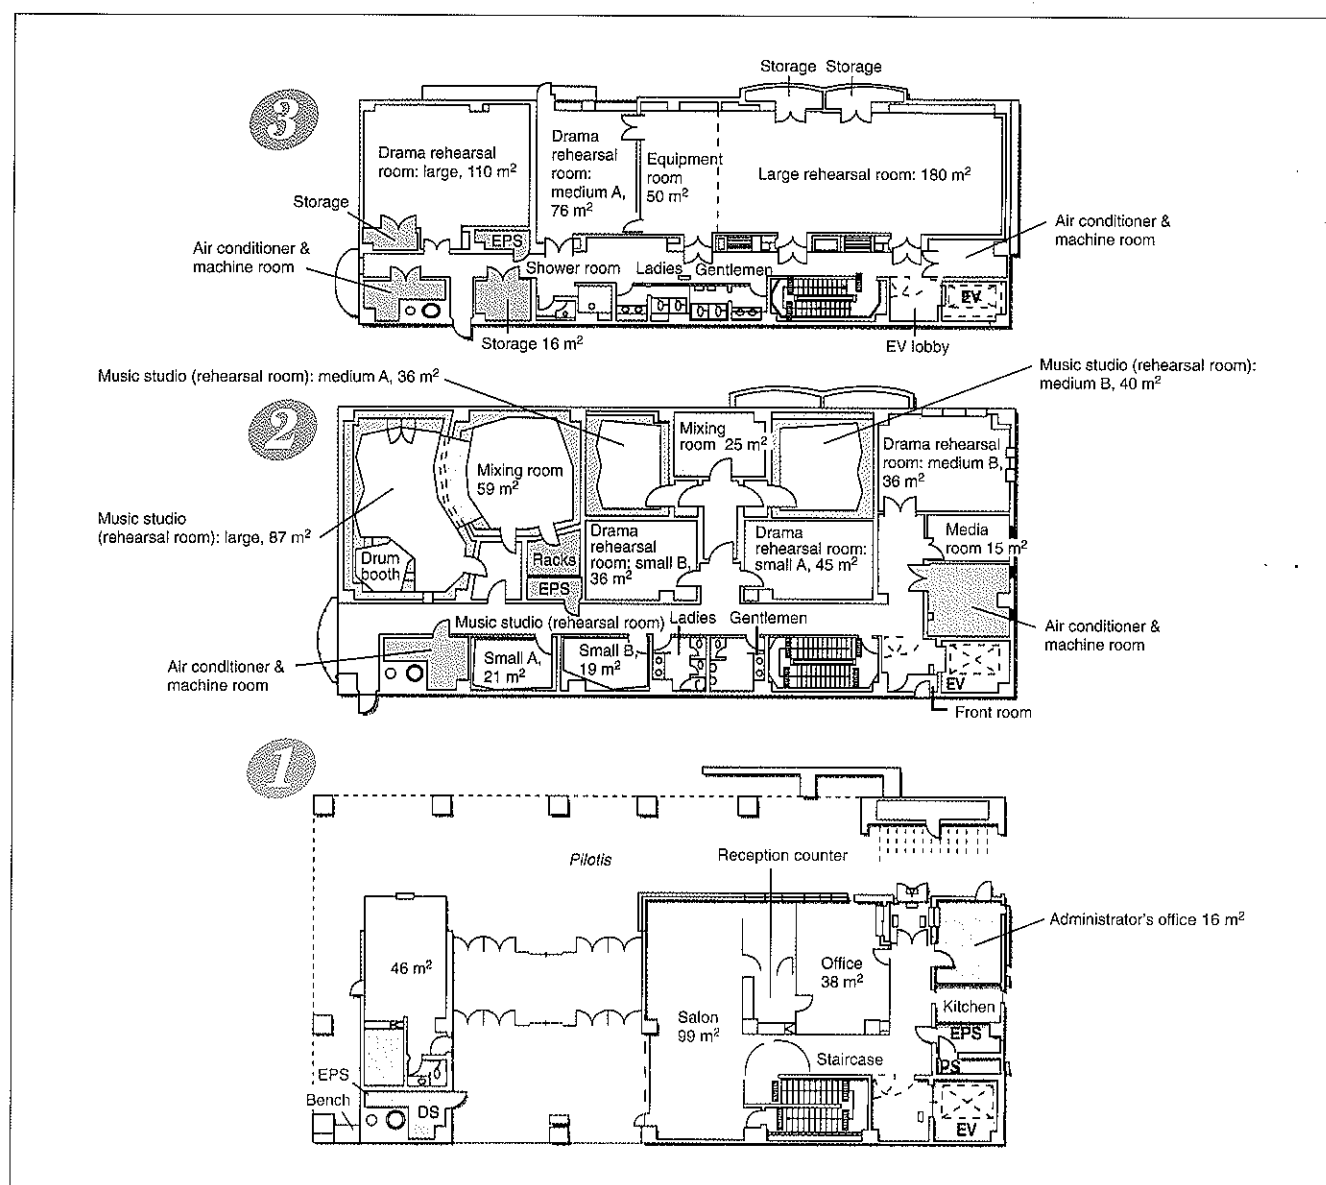 3
Storage Storage
Drama rehearsal
room: large, 110 m²
Drama
rehearsal
room:
medium A,
76 m²
Equipment
room
50 m²
Large rehearsal room: 180 m²
Storage
EPS
Air conditioner &
machine room
Air conditioner &
machine room
Shower room
Ladies
Gentlemen
EV
Storage 16 m²
EV lobby
2
Music studio (rehearsal room): medium A, 36 m²
Music studio (rehearsal room):
medium B, 40 m²
Mixing
room 25 m²
Drama rehearsal
room: medium B,
36 m²
Mixing room
59 m²
Music studio
(rehearsal room): large, 87 m²
Drum
booth
Racks
EPS
Drama
rehearsal
room: small B,
36 m²
Drama
rehearsal room:
small A, 45 m²
Media
room 15 m²
Air conditioner &
machine room
Music studio (rehearsal room)
Ladies
Gentlemen
Air conditioner &
machine room
Small A,
21 m²
Small B,
19 m²
EV
Front room
1
Pilotis
Reception counter
Administrator's office 16 m²
46 m²
Office
38 m²
Salon
99 m²
Kitchen
EPS
PS
Staircase
EPS
Bench
DS
EV